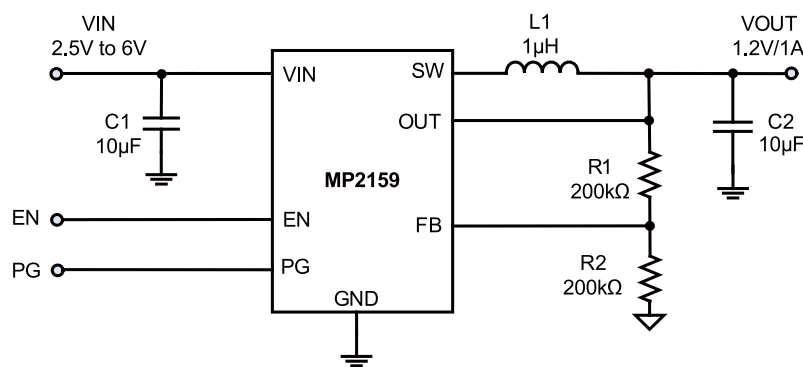 VIN
2.5V to 6V
L1
1µH
VOUT
1.2V/1A
VIN
SW
C1
10µF
OUT
C2
10µF
MP2159
R1
200kΩ
EN
EN
FB
PG
PG
R2
200kΩ
GND